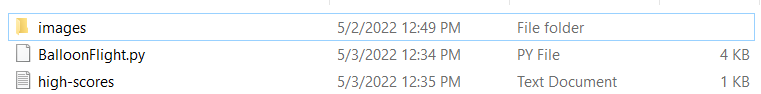 images 5/2/2022 12:49 PM File folder
BalloonFlight.py 5/3/2022 12:34 PM PY File 4 KB
high-scores 5/3/2022 12:35 PM Text Document 1 KB